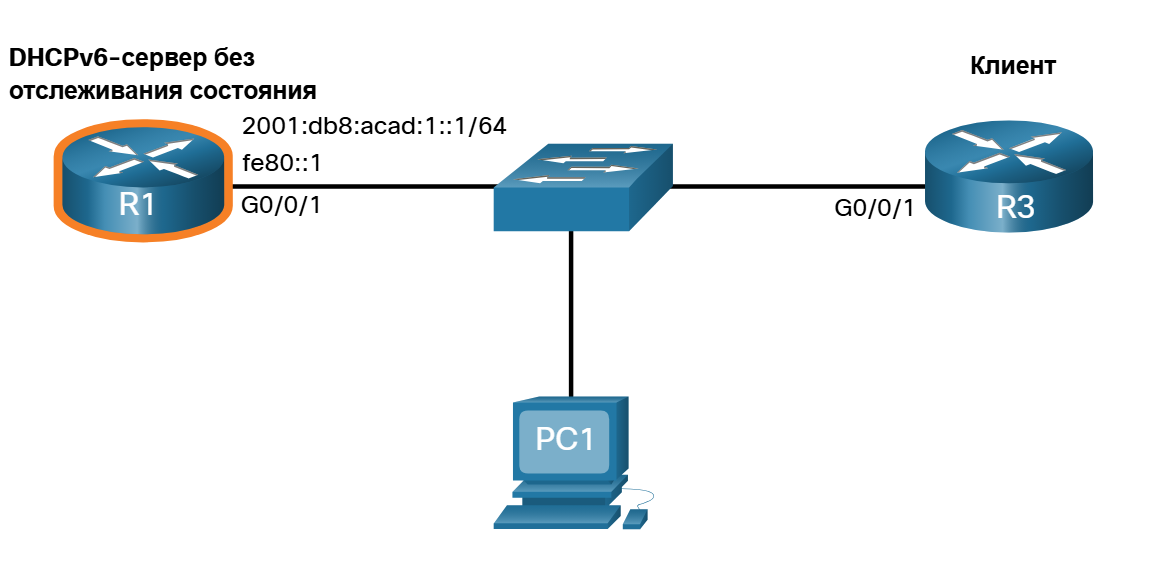 DHCPv6-сервер без
отслеживания состояния
Клиент
2001:db8:acad:1::1/64
fe80::1
R1
G0/0/1
G0/0/1
R3
PC1